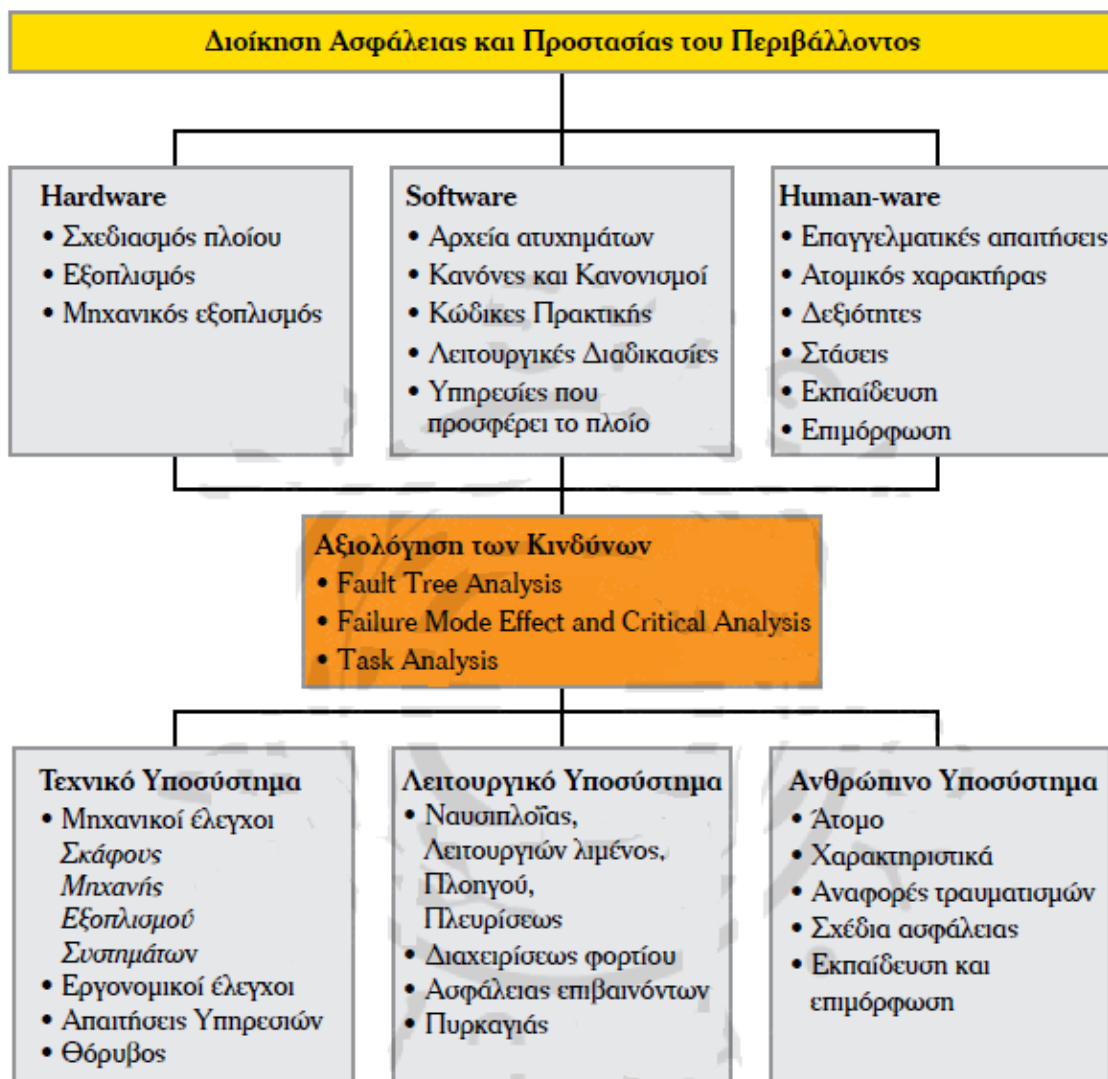 Διοίκηση Ασφάλειας και Προστασίας του Περιβάλλοντος
Hardware
• Σχεδιασμός πλοίου
• Εξοπλισμός
• Μηχανικός εξοπλισμός
Software
• Αρχεία ατυχημάτων
• Κανόνες και Κανονισμοί
• Κώδικες Πρακτικής
• Λειτουργικές Διαδικασίες
• Υπηρεσίες που
προσφέρει το πλοίο
Human-ware
• Επαγγελματικές απαιτήσεις
• Ατομικός χαρακτήρας
• Δεξιότητες
• Στάσεις
• Εκπαίδευση
• Επιμόρφωση
Αξιολόγηση των Κινδύνων
• Fault Tree Analysis
• Failure Mode Effect and Critical Analysis
• Task Analysis
Τεχνικό Υποσύστημα
• Μηχανικοί έλεγχοι
Σκάφους
Μηχανής
Εξοπλισμού
Συστημάτων
• Εργονομικοί έλεγχοι
• Απαιτήσεις Υπηρεσιών
• Θόρυβος
Λειτουργικό Υποσύστημα
• Ναυσιπλοΐας,
Λειτουργιών λιμένος,
Πλοηγού,
Πλευρίσεως
• Διαχειρίσεως φορτίου
• Ασφάλειας επιβαινόντων
• Πυρκαγιάς
Ανθρώπινο Υποσύστημα
• Άτομο
• Χαρακτηριστικά
• Αναφορές τραυματισμών
• Σχέδια ασφάλειας
• Εκπαίδευση και
επιμόρφωση